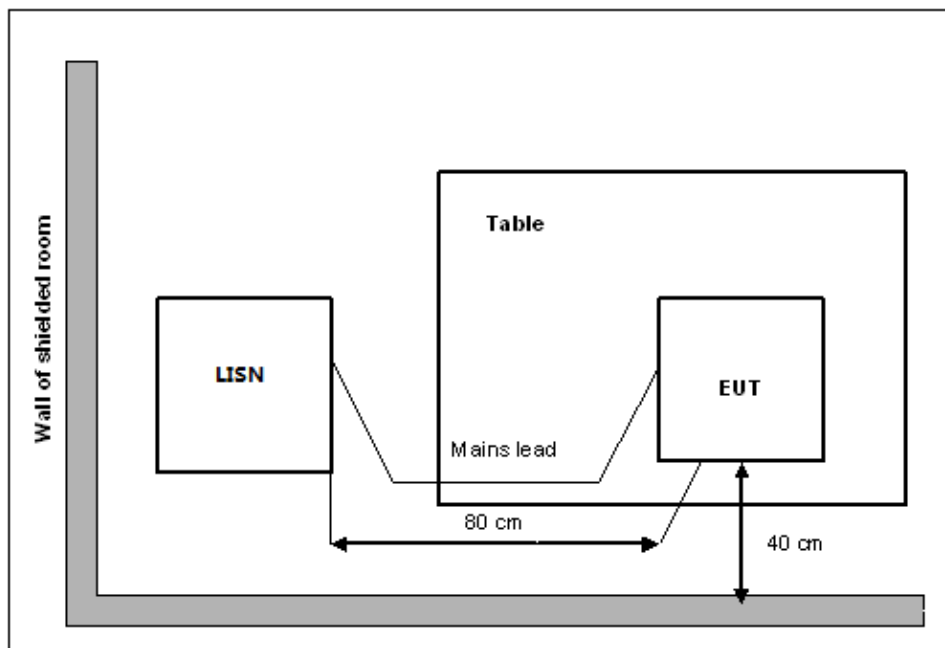 Wall of shielded room
Table
LISN
EUT
Mains lead
80 cm
40 cm